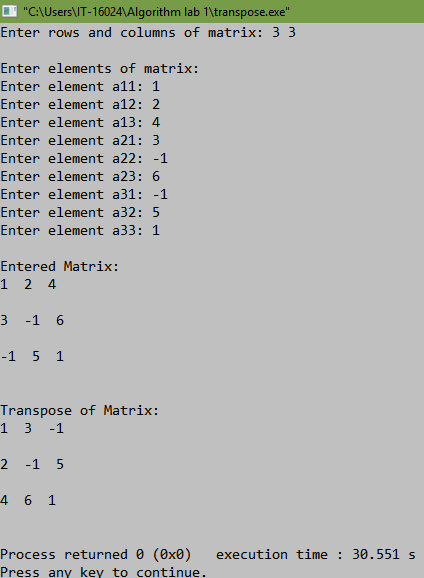 "C:\Users\IT-16024\Algorithm lab 1\transpose.exe"
Enter rows and columns of matrix: 3 3
Enter elements of matrix:
Enter element a11: 1
Enter element a12: 2
Enter element a13: 4
Enter element a21: 3
Enter element a22: -1
Enter element a23: 6
Enter element a31: -1
Enter element a32: 5
Enter element a33: 1
Entered Matrix:
1  2  4
3  -1  6
-1  5  1
Transpose of Matrix:
1  3  -1
2  -1  5
4  6  1
Process returned 0 (0x0)   execution time : 30.551 s
Press any key to continue.